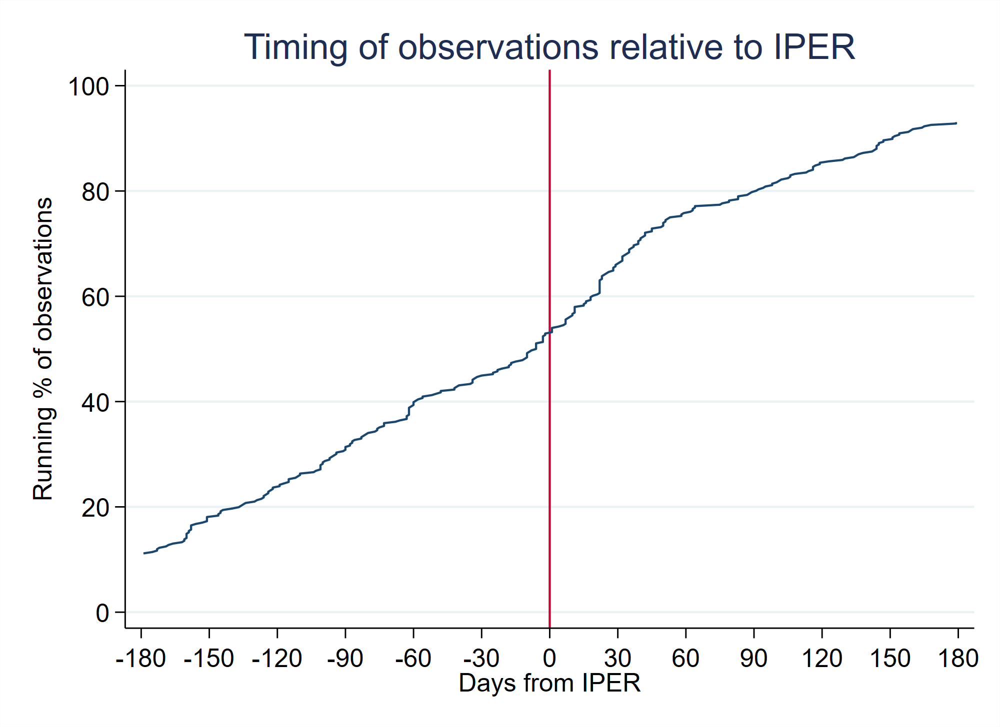 Timing of observations relative to IPER
Running % of observations
100
80
60
40
20
0
-180 -150 -120 -90 -60 -30 0 30 60 90 120 150 180
Days from IPER